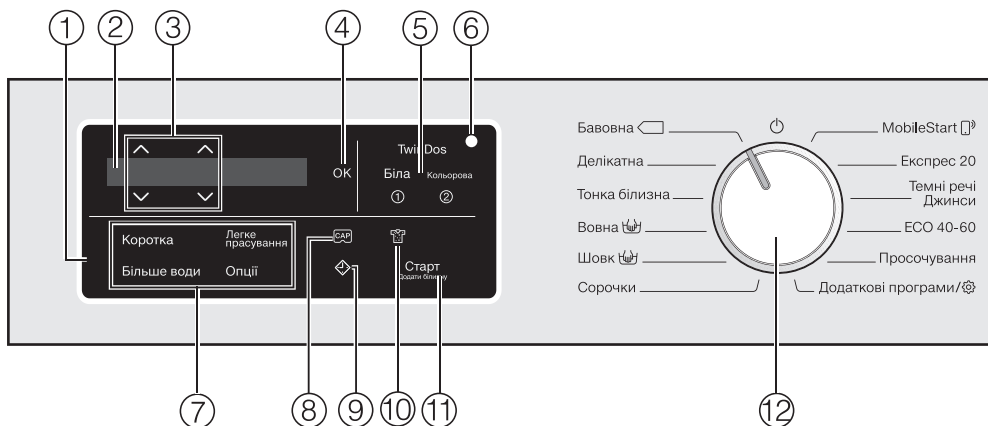 ① ② ③ ④ ⑤ ⑥
OK
TwinDos
Біла Кольорова
① ②
Коротка
Легке
прасування
Більше води
Опції
CAP
Старт
Додати білизну
Бавовна
Делікатна
Тонка білизна
Вовна
Шовк
Сорочки
MobileStart
Експрес 20
Темні речі
Джинси
ECO 40-60
Просочування
Додаткові програми/
⑦ ⑧ ⑨ ⑩ ⑪ ⑫